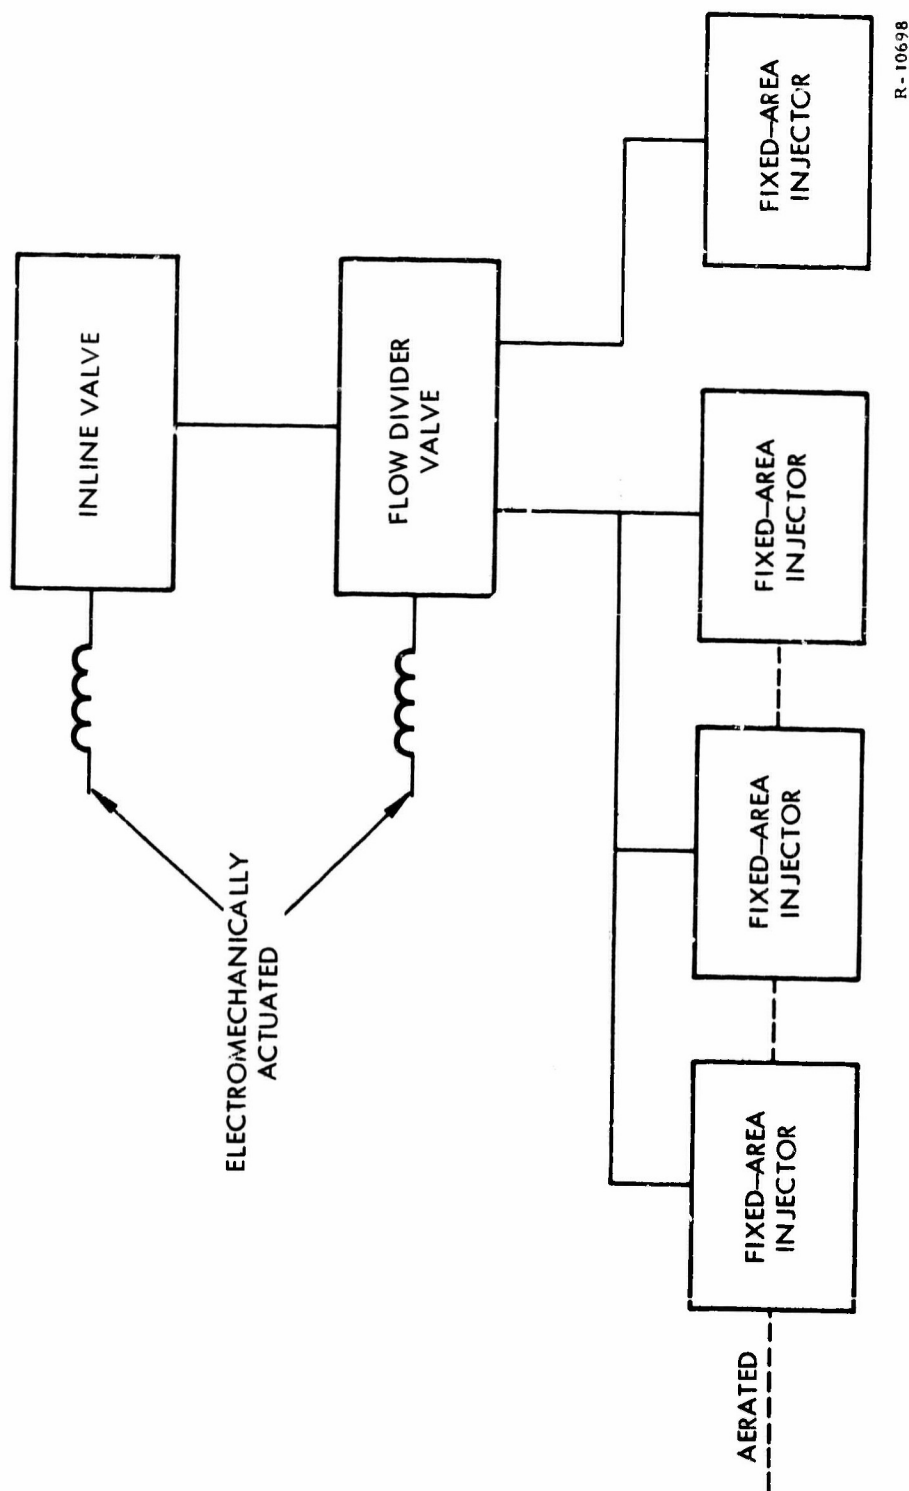 INLINE VALVE
ELECTROMECHANICALLY
ACTUATED
FLOW DIVIDER
VALVE
AERATED
FIXED-AREA
INJECTOR
FIXED-AREA
INJECTOR
FIXED-AREA
INJECTOR
FIXED-AREA
INJECTOR
R-10698